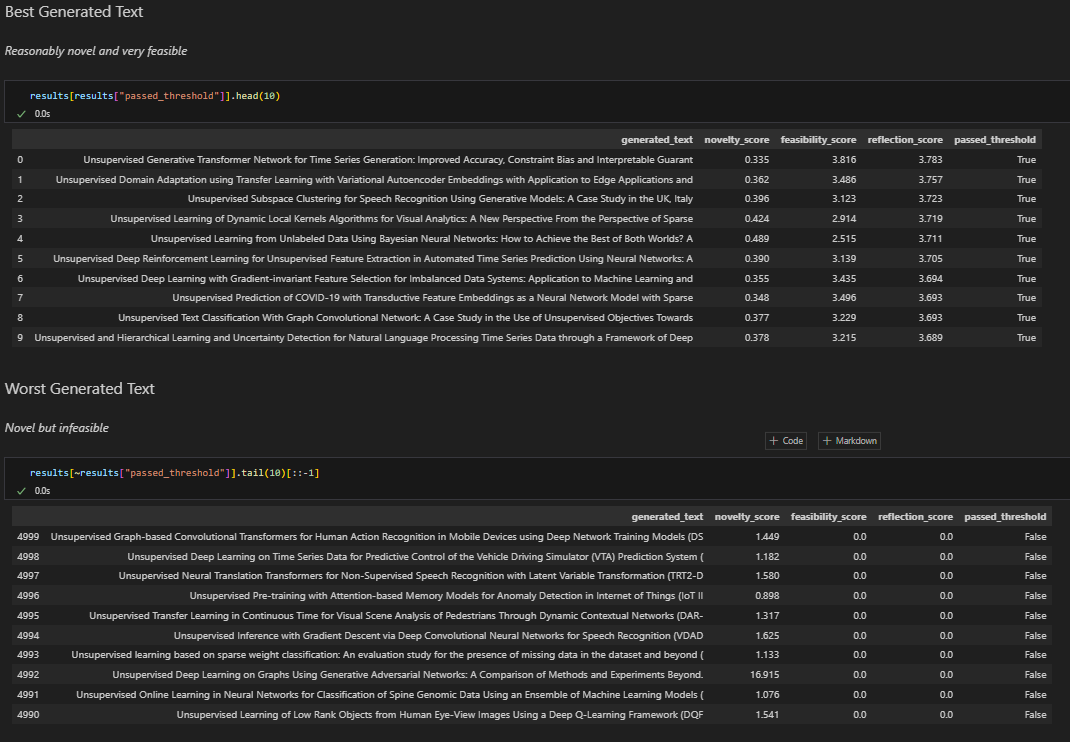 Best Generated Text
Reasonably novel and very feasible
results[results["passed_threshold"]].head(10)
0.0s
generated_text novelty_score feasibility_score reflection_score passed_threshold
0 Unsupervised Generative Transformer Network for Time Series Generation: Improved Accuracy, Constraint Bias and Interpretable Guarant 0.335 3.816 3.783 True
1 Unsupervised Domain Adaptation using Transfer Learning with Variational Autoencoder Embeddings with Application to Edge Applications and 0.362 3.486 3.757 True
2 Unsupervised Subspace Clustering for Speech Recognition Using Generative Models: A Case Study in the UK, Italy 0.396 3.123 3.723 True
3 Unsupervised Learning of Dynamic Local Kernels Algorithms for Visual Analytics: A New Perspective From the Perspective of Sparse 0.424 2.914 3.719 True
4 Unsupervised Learning from Unlabeled Data Using Bayesian Neural Networks: How to Achieve the Best of Both Worlds? A 0.489 2.515 3.711 True
5 Unsupervised Deep Reinforcement Learning for Unsupervised Feature Extraction in Automated Time Series Prediction Using Neural Networks: A 0.390 3.139 3.705 True
6 Unsupervised Deep Learning with Gradient-invariant Feature Selection for Imbalanced Data Systems: Application to Machine Learning and 0.355 3.435 3.694 True
7 Unsupervised Prediction of COVID-19 with Transductive Feature Embeddings as a Neural Network Model with Sparse 0.348 3.496 3.693 True
8 Unsupervised Text Classification With Graph Convolutional Network: A Case Study in the Use of Unsupervised Objectives Towards 0.377 3.229 3.693 True
9 Unsupervised and Hierarchical Learning and Uncertainty Detection for Natural Language Processing Time Series Data through a Framework of Deep 0.378 3.215 3.689 True
Worst Generated Text
Novel but infeasible
+ Code + Markdown
results[~results["passed_threshold"]].tail(10)[::-1]
0.0s
generated_text novelty_score feasibility_score reflection_score passed_threshold
4999 Unsupervised Graph-based Convolutional Transformers for Human Action Recognition in Mobile Devices using Deep Network Training Models (DS 1.449 0.0 0.0 False
4998 Unsupervised Deep Learning on Time Series Data for Predictive Control of the Vehicle Driving Simulator (VTA) Prediction System ( 1.182 0.0 0.0 False
4997 Unsupervised Neural Translation Transformers for Non-Supervised Speech Recognition with Latent Variable Transformation (TRT2-D 1.580 0.0 0.0 False
4996 Unsupervised Pre-training with Attention-based Memory Models for Anomaly Detection in Internet of Things (IoT II 0.898 0.0 0.0 False
4995 Unsupervised Transfer Learning in Continuous Time for Visual Scene Analysis of Pedestrians Through Dynamic Contextual Networks (DAR- 1.317 0.0 0.0 False
4994 Unsupervised Inference with Gradient Descent via Deep Convolutional Neural Networks for Speech Recognition (VDAD 1.625 0.0 0.0 False
4993 Unsupervised learning based on sparse weight classification: An evaluation study for the presence of missing data in the dataset and beyond ( 1.133 0.0 0.0 False
4992 Unsupervised Deep Learning on Graphs Using Generative Adversarial Networks: A Comparison of Methods and Experiments Beyond. 16.915 0.0 0.0 False
4991 Unsupervised Online Learning in Neural Networks for Classification of Spine Genomic Data Using an Ensemble of Machine Learning Models ( 1.076 0.0 0.0 False
4990 Unsupervised Learning of Low Rank Objects from Human Eye-View Images Using a Deep Q-Learning Framework (DQF 1.541 0.0 0.0 False